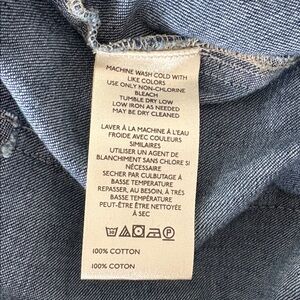 MACHINE WASH COLD WITH
LIKE COLORS
USE ONLY NON-CHLORINE
BLEACH
TUMBLE DRY LOW
LOW IRON AS NEEDED
MAY BE DRY CLEANED
LAVER À LA MACHINE À L'EAU
FROIDE AVEC COULEURS
SIMILAIRES
UTILISER UN AGENT DE
BLANCHIMENT SANS CHLORE SI
NÉCESSAIRE
SECHER PAR CULBUTAGE À
BASSE TEMPÉRATURE
REPASSER, AU BESOIN, À TRÈS
BASSE TEMPÉRATURE
PEUT-ÊTRE ÊTRE NETTOYÉE
À SEC
100% COTTON
100% COTON